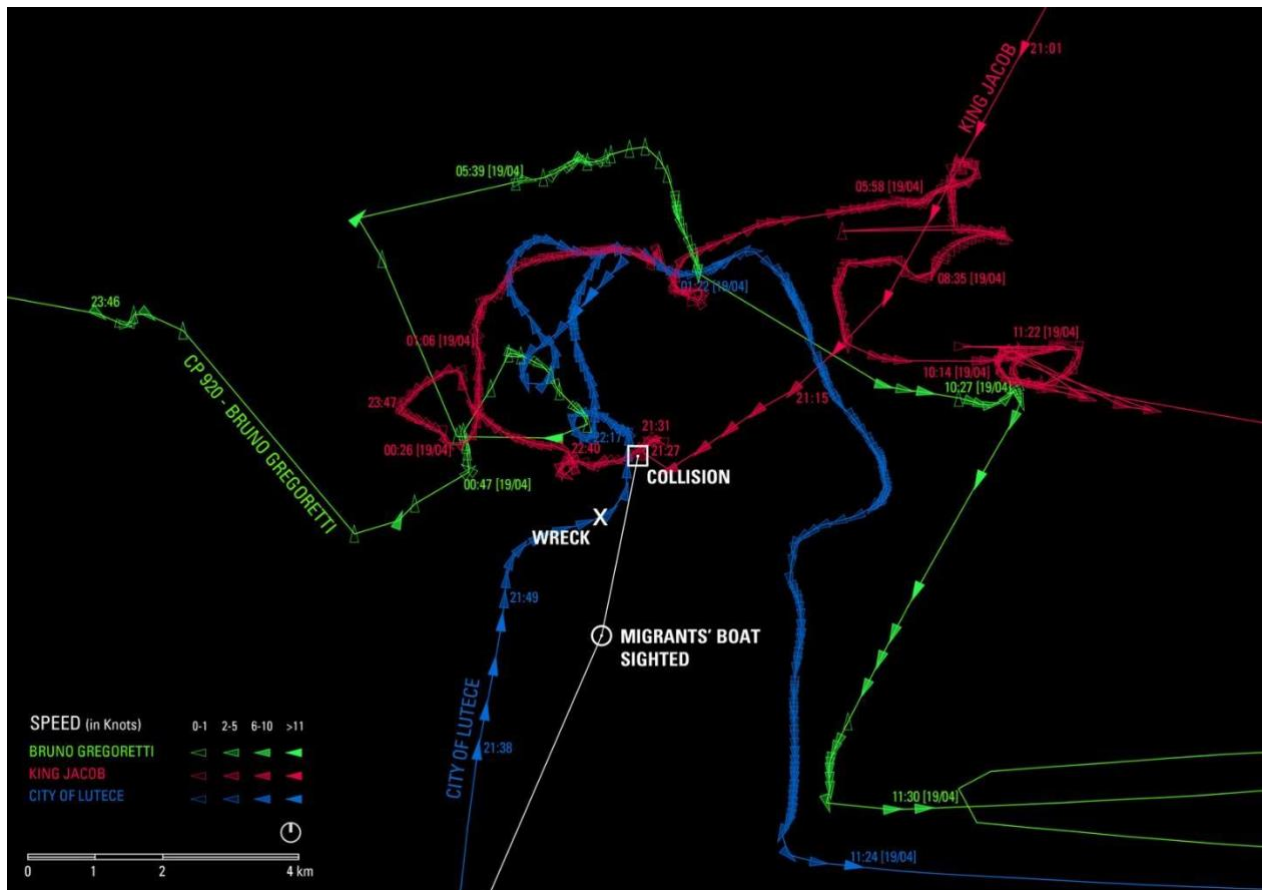 KING JACOB
21:01
05:39 [19/04]
05:58 [19/04]
08:35 [19/04]
01:22 [19/04]
23:46
CP 920 - BRUNO GREGORETTI
01:06 [19/04]
11:22 [19/04]
10:14 [19/04]
10:27 [19/04]
23:47
21:15
21:31
22:17
21:27
00:26 [19/04]
22:40
COLLISION
00:47 [19/04]
WRECK
21:49
MIGRANTS' BOAT
SIGHTED
CITY OF LUTECE
21:38
SPEED (in Knots) 0-1 2-5 6-10 >11
BRUNO GREGORETTI
KING JACOB
CITY OF LUTECE
11:30 [19/04]
11:24 [19/04]
0 1 2 4 km